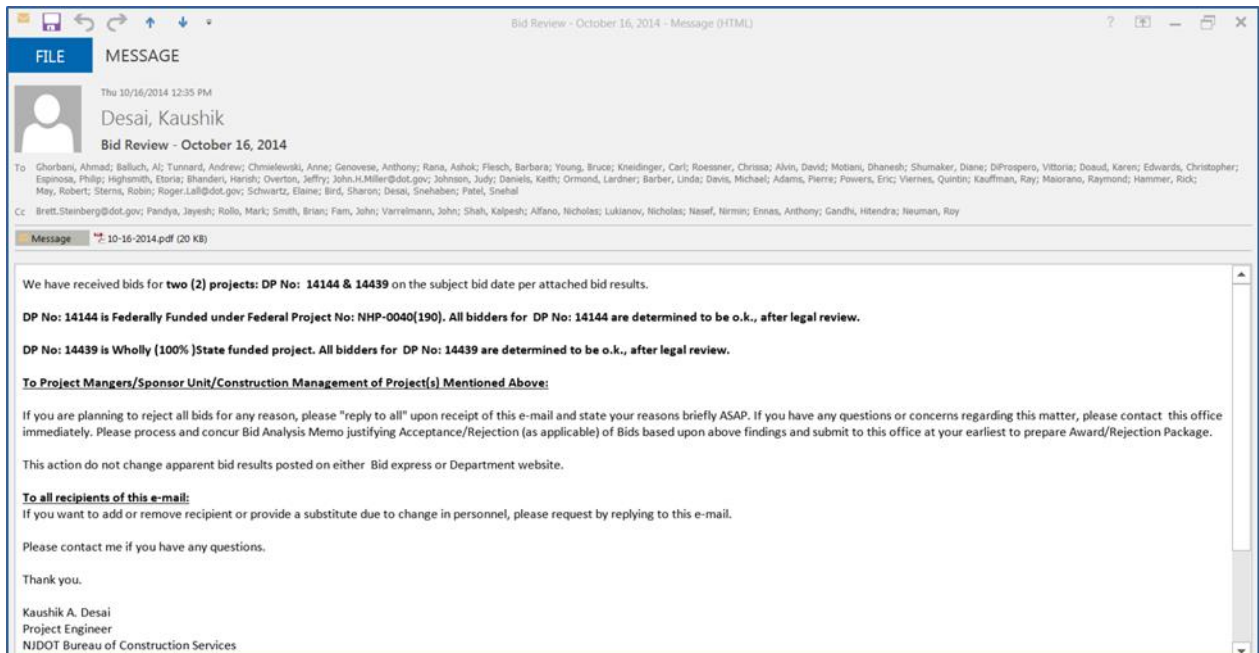 Bid Review - October 16, 2014 - Message (HTML)
FILE MESSAGE
Thu 10/16/2014 12:35 PM
Desai, Kaushik
Bid Review - October 16, 2014
To Ghorbani, Ahmad; Balluch, Al; Tunnard, Andrew; Chmielewski, Anne; Genovese, Anthony; Rana, Ashok; Flesch, Barbara; Young, Bruce; Kneidinger, Carl; Roessner, Chrissa; Alvin, David; Motiani, Dhanesh; Shumaker, Diane; DiProspero, Vittoria; Doaud, Karen; Edwards, Christopher;
Espinosa, Philip; Highsmith, Etoria; Bhanderi, Harish; Overton, Jeffry; John.H.Miller@dot.gov; Johnson, Judy; Daniels, Keith; Ormond, Lardner; Barber, Linda; Davis, Michael; Adams, Pierre; Powers, Eric; Viernes, Quintin; Kauffman, Ray; Maiorano, Raymond; Hammer, Rick;
May, Robert; Sterns, Robin; Roger.Lall@dot.gov; Schwartz, Elaine; Bird, Sharon; Desai, Snehaben; Patel, Snehal
Cc Brett.Steinberg@dot.gov; Pandya, Jayesh; Rollo, Mark; Smith, Brian; Fam, John; Varrelmann, John; Shah, Kalpesh; Alfano, Nicholas; Lukianov, Nicholas; Nasef, Nirmin; Ennas, Anthony; Gandhi, Hitendra; Neuman, Roy
Message 10-16-2014.pdf (20 KB)
We have received bids for two (2) projects: DP No: 14144 & 14439 on the subject bid date per attached bid results.
DP No: 14144 is Federally Funded under Federal Project No: NHP-0040(190). All bidders for DP No: 14144 are determined to be o.k., after legal review.
DP No: 14439 is Wholly (100% )State funded project. All bidders for DP No: 14439 are determined to be o.k., after legal review.
To Project Mangers/Sponsor Unit/Construction Management of Project(s) Mentioned Above:
If you are planning to reject all bids for any reason, please "reply to all" upon receipt of this e-mail and state your reasons briefly ASAP. If you have any questions or concerns regarding this matter, please contact this office
immediately. Please process and concur Bid Analysis Memo justifying Acceptance/Rejection (as applicable) of Bids based upon above findings and submit to this office at your earliest to prepare Award/Rejection Package.
This action do not change apparent bid results posted on either Bid express or Department website.
To all recipients of this e-mail:
If you want to add or remove recipient or provide a substitute due to change in personnel, please request by replying to this e-mail.
Please contact me if you have any questions.
Thank you.
Kaushik A. Desai
Project Engineer
NJDOT Bureau of Construction Services